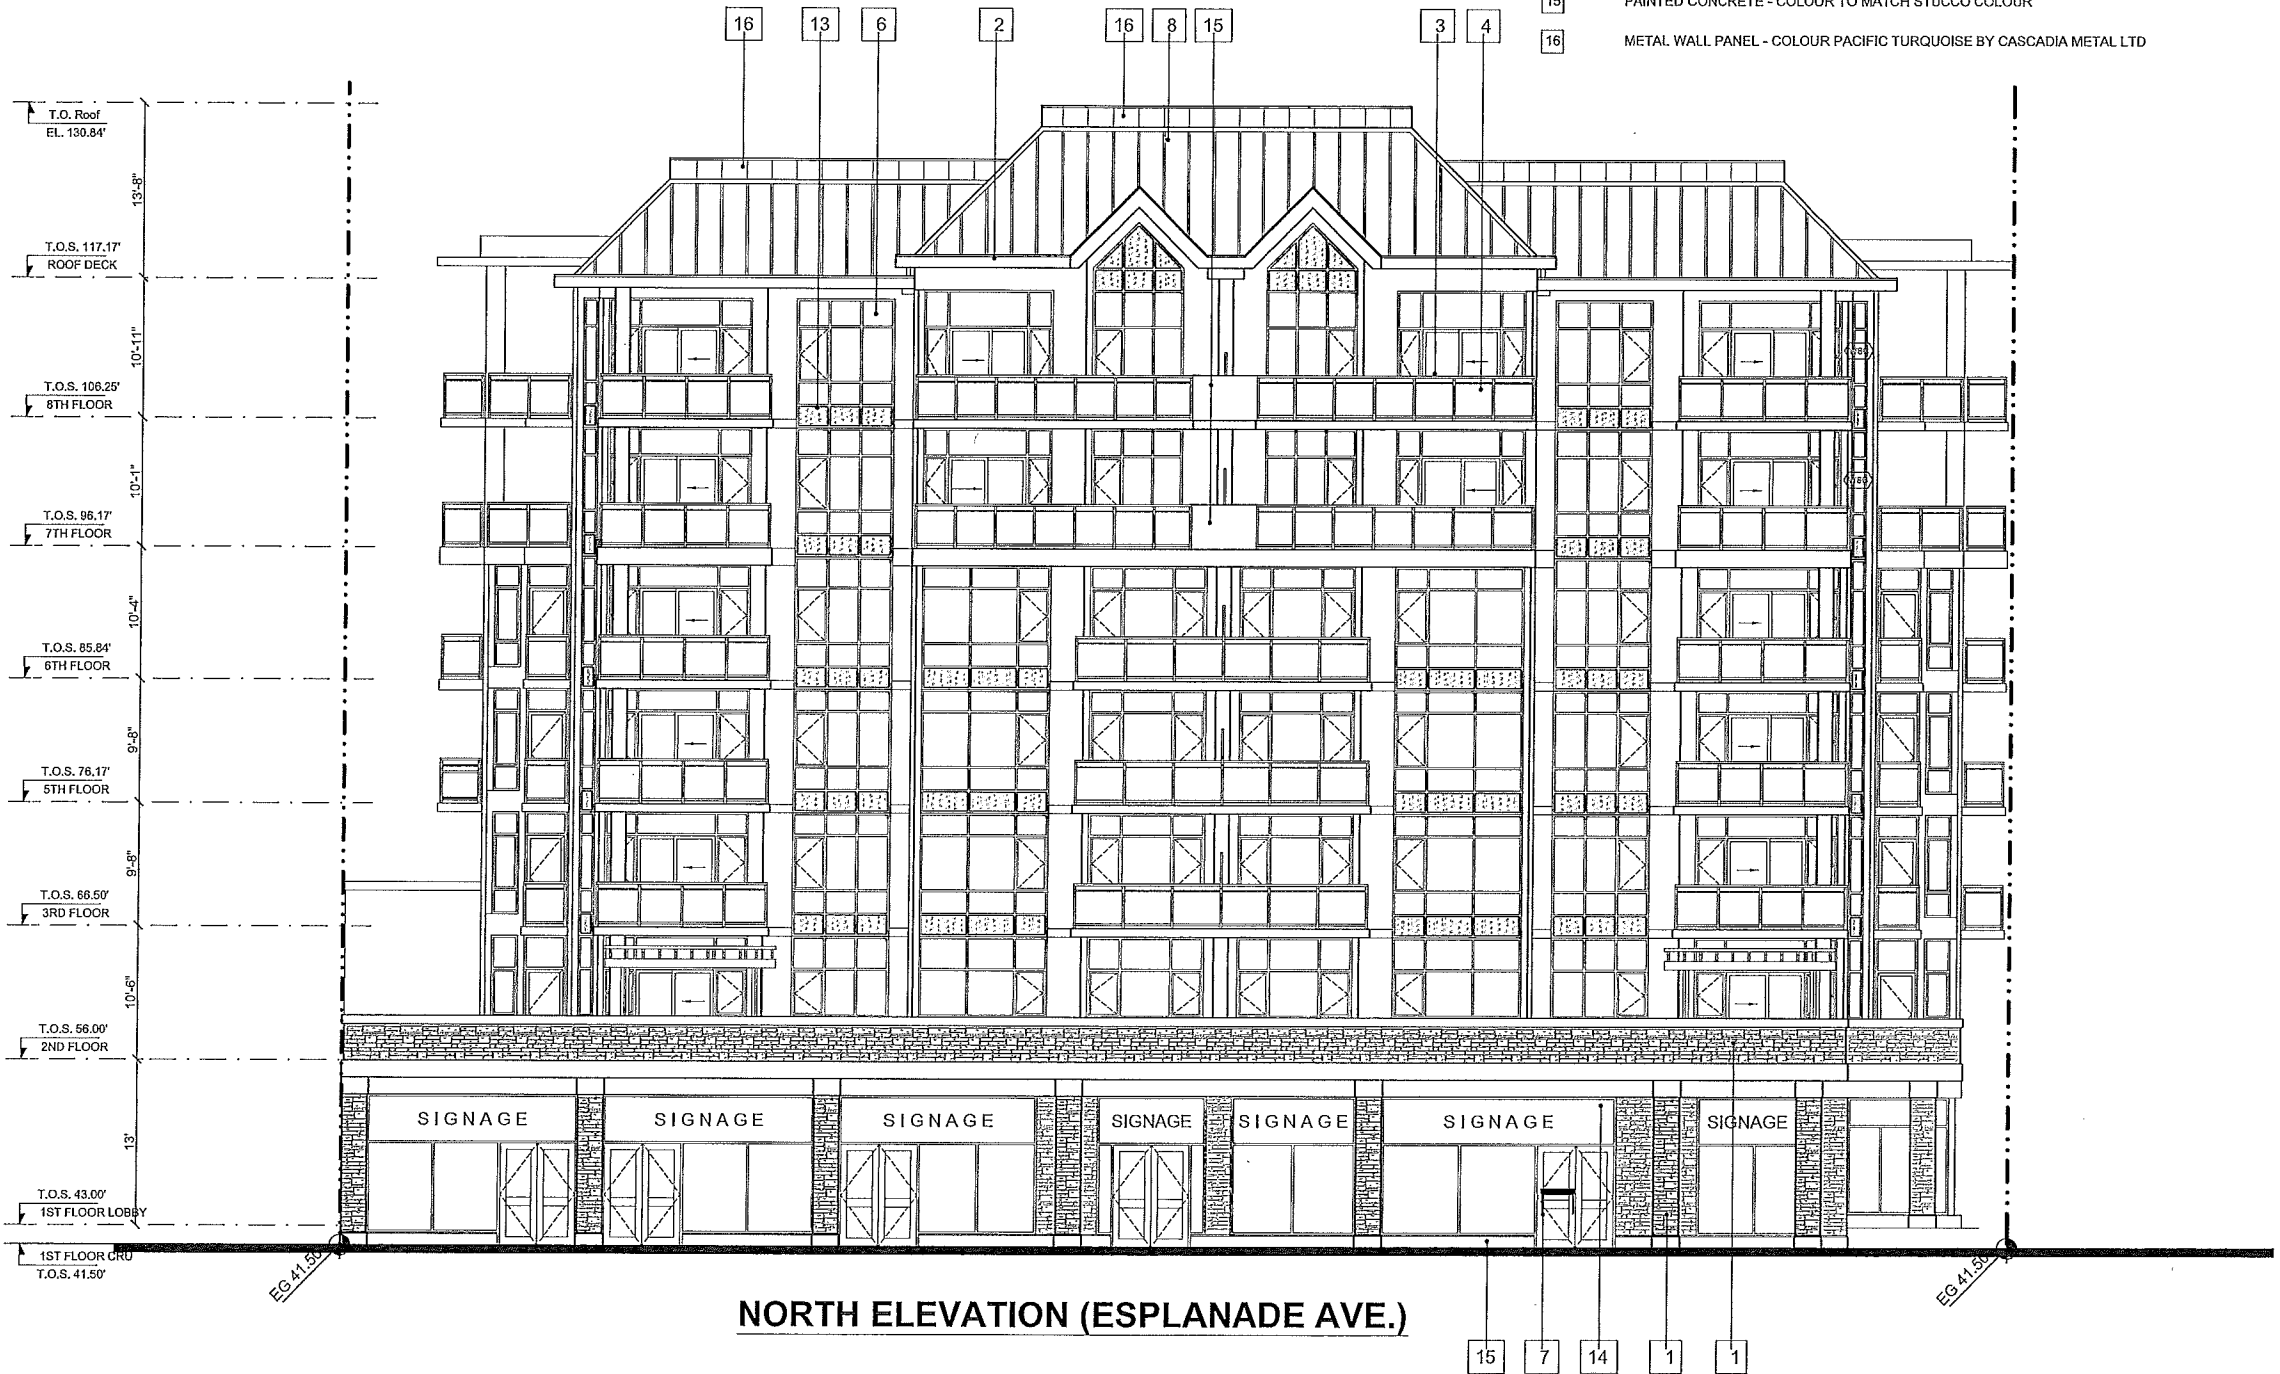 15 PAINTED CONCRETE - COLOUR TO MATCH STUCCO COLOUR
16 METAL WALL PANEL - COLOUR PACIFIC TURQUOISE BY CASCADIA METAL LTD
16 13 6 2 16 8 15 3 4
T.O. Roof
EL. 130.84'
13'-8"
T.O.S. 117.17'
ROOF DECK
10'-11"
T.O.S. 106.25'
8TH FLOOR
10'-1"
T.O.S. 96.17'
7TH FLOOR
10'-4"
T.O.S. 85.84'
6TH FLOOR
9'-8"
T.O.S. 76.17'
5TH FLOOR
9'-8"
T.O.S. 66.50'
3RD FLOOR
10'-6"
T.O.S. 56.00'
2ND FLOOR
13'
SIGNAGE SIGNAGE SIGNAGE SIGNAGE SIGNAGE SIGNAGE SIGNAGE
T.O.S. 43.00'
1ST FLOOR LOBBY
1ST FLOOR CRU
T.O.S. 41.50'
EG 41.50
EG 41.50
NORTH ELEVATION (ESPLANADE AVE.)
15 7 14 1 1